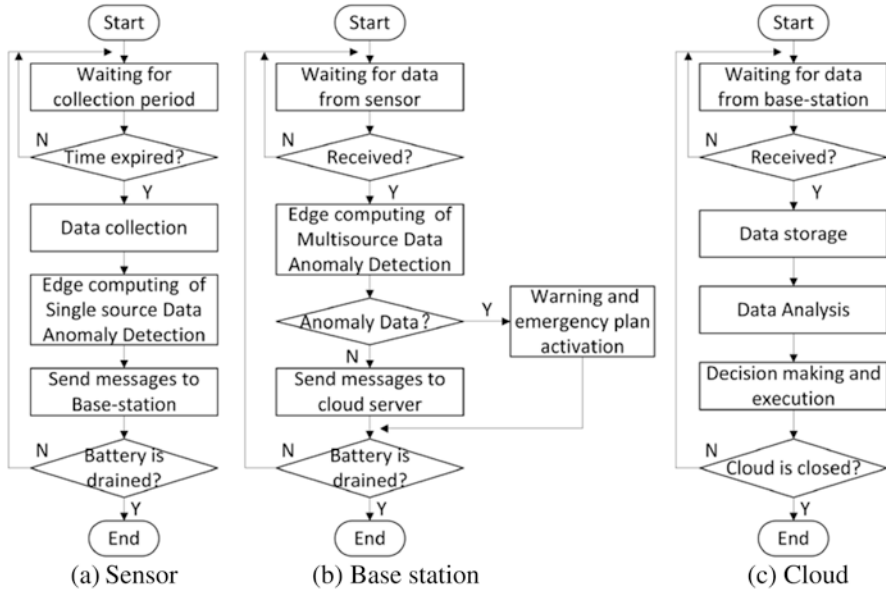 Start
Waiting for
collection period
N
Time expired?
Y
Data collection
Edge computing of
Single source Data
Anomaly Detection
Send messages to
Base-station
N
Battery is
drained?
Y
End
(a) Sensor
Start
Waiting for data
from sensor
N
Received?
Y
Edge computing of
Multisource Data
Anomaly Detection
Anomaly Data?
Y
Warning and
emergency plan
activation
N
Send messages to
cloud server
N
Battery is
drained?
Y
End
(b) Base station
Start
Waiting for data
from base-station
N
Received?
Y
Data storage
Data Analysis
Decision making and
execution
N
Cloud is closed?
Y
End
(c) Cloud